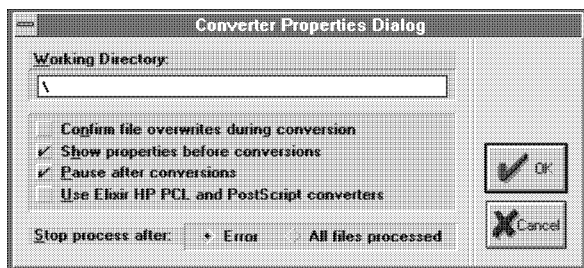 Converter Properties Dialog
Working Directory:
\
Confirm file overwrites during conversion
Show properties before conversions
Pause after conversions
Use Elixir HP PCL and PostScript converters
OK
Stop process after: Error All files processed
Cancel